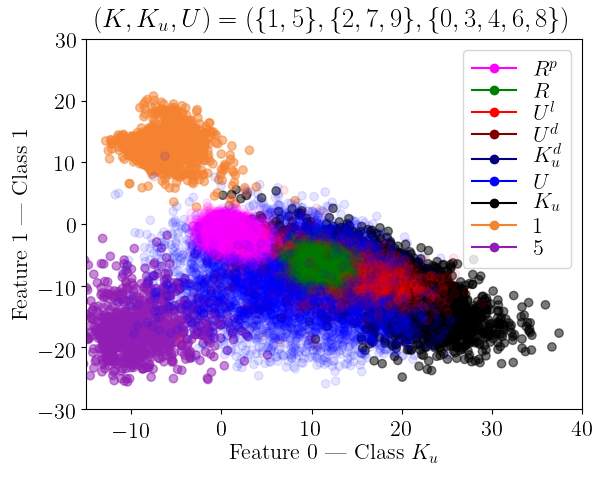 (K, K_u, U) = ({1, 5}, {2, 7, 9}, {0, 3, 4, 6, 8})
30
20
10
0
−10
−20
−30
−10
0
10
20
30
40
Feature 1 — Class 1
Feature 0 — Class K_u
R^p
R
U^l
U^d
K_u^d
U
K_u
1
5